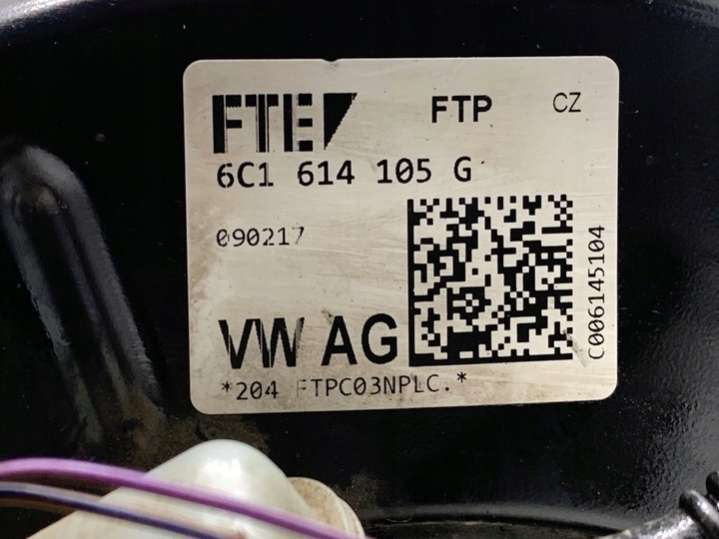 FTE FTP CZ
6C1 614 105 G
090217
C006145104
VW AG
*204 FTPC03NPLC.*